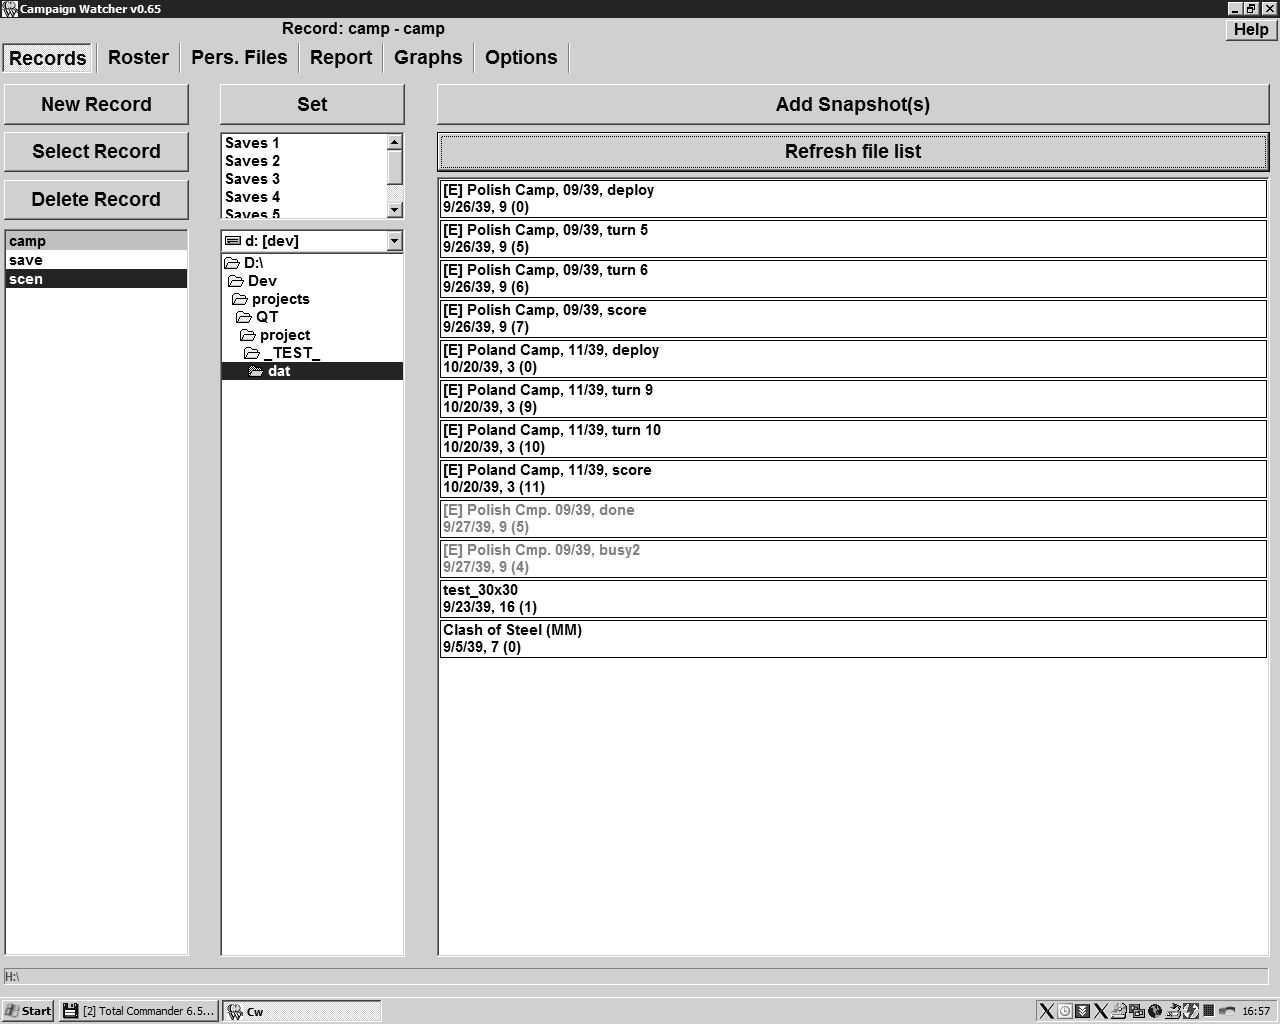 Campaign Watcher v0.65
Record: camp - camp
Help
Records
Roster
Pers. Files
Report
Graphs
Options
New Record
Set
Add Snapshot(s)
Select Record
Refresh file list
Delete Record
camp
save
scen
Saves 1
Saves 2
Saves 3
Saves 4
Saves 5
d: [dev]
D:\
Dev
projects
QT
project
_TEST_
dat
[E] Polish Camp, 09/39, deploy
9/26/39, 9 (0)
[E] Polish Camp, 09/39, turn 5
9/26/39, 9 (5)
[E] Polish Camp, 09/39, turn 6
9/26/39, 9 (6)
[E] Polish Camp, 09/39, score
9/26/39, 9 (7)
[E] Poland Camp, 11/39, deploy
10/20/39, 3 (0)
[E] Poland Camp, 11/39, turn 9
10/20/39, 3 (9)
[E] Poland Camp, 11/39, turn 10
10/20/39, 3 (10)
[E] Poland Camp, 11/39, score
10/20/39, 3 (11)
[E] Polish Cmp. 09/39, done
9/27/39, 9 (5)
[E] Polish Cmp. 09/39, busy2
9/27/39, 9 (4)
test_30x30
9/23/39, 16 (1)
Clash of Steel (MM)
9/5/39, 7 (0)
H:\
Start
[2] Total Commander 6.5...
Cw
16:57